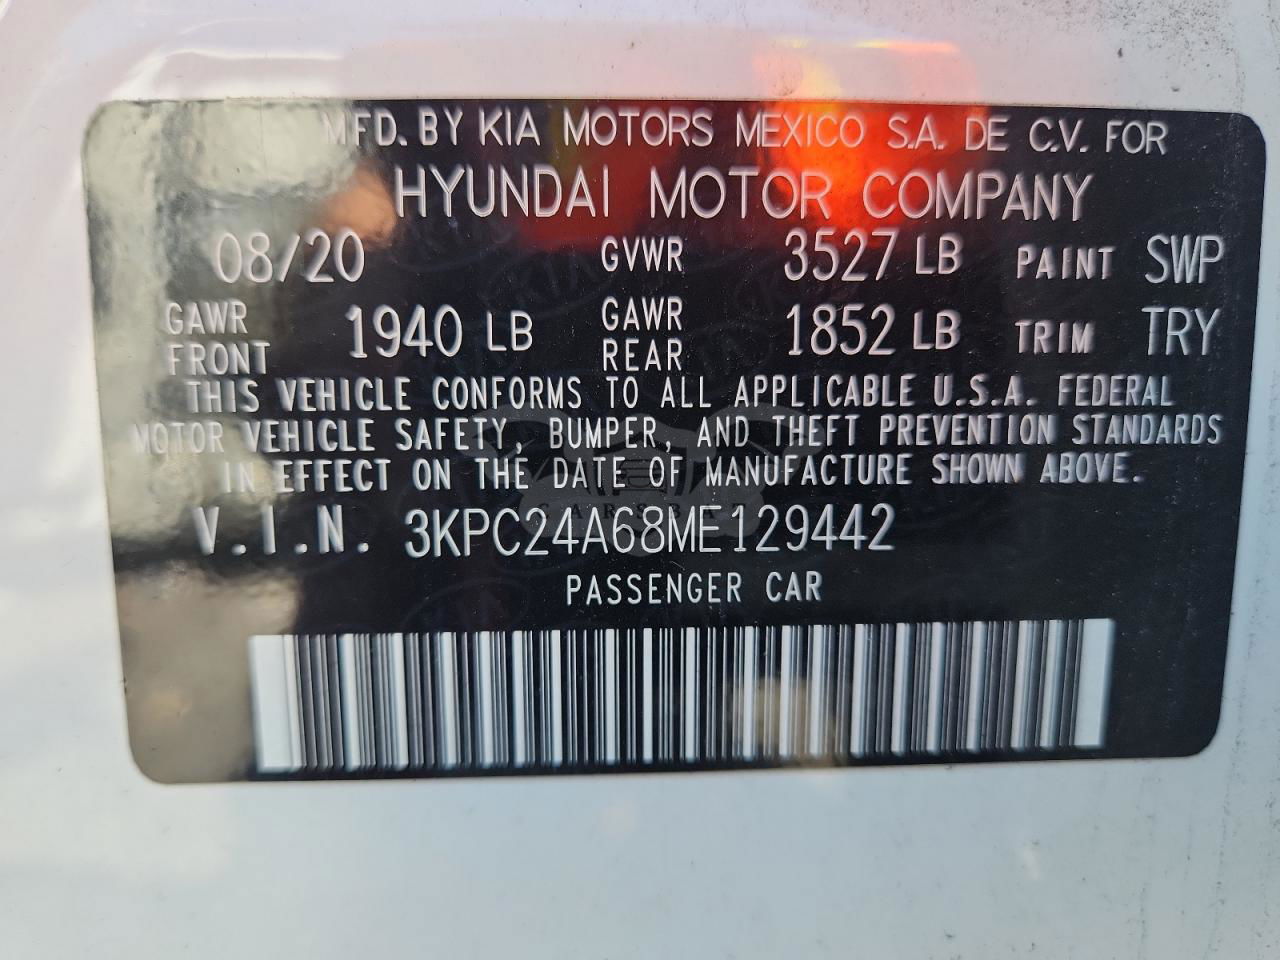 MFD. BY KIA MOTORS MEXICO S.A. DE C.V. FOR
HYUNDAI MOTOR COMPANY
08/20 GVWR 3527 LB PAINT SWP
GAWR FRONT 1940 LB GAWR REAR 1852 LB TRIM TRY
THIS VEHICLE CONFORMS TO ALL APPLICABLE U.S.A. FEDERAL
MOTOR VEHICLE SAFETY, BUMPER, AND THEFT PREVENTION STANDARDS
IN EFFECT ON THE DATE OF MANUFACTURE SHOWN ABOVE.
V.I.N. 3KPC24A68ME129442
PASSENGER CAR